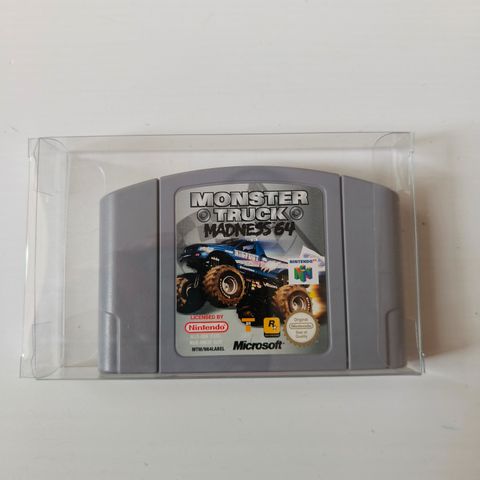 MONSTER
TRUCK
MADNESS 64
NINTENDO 64
LICENSED BY
Nintendo
Original
Nintendo
Seal of
Quality
R
Microsoft